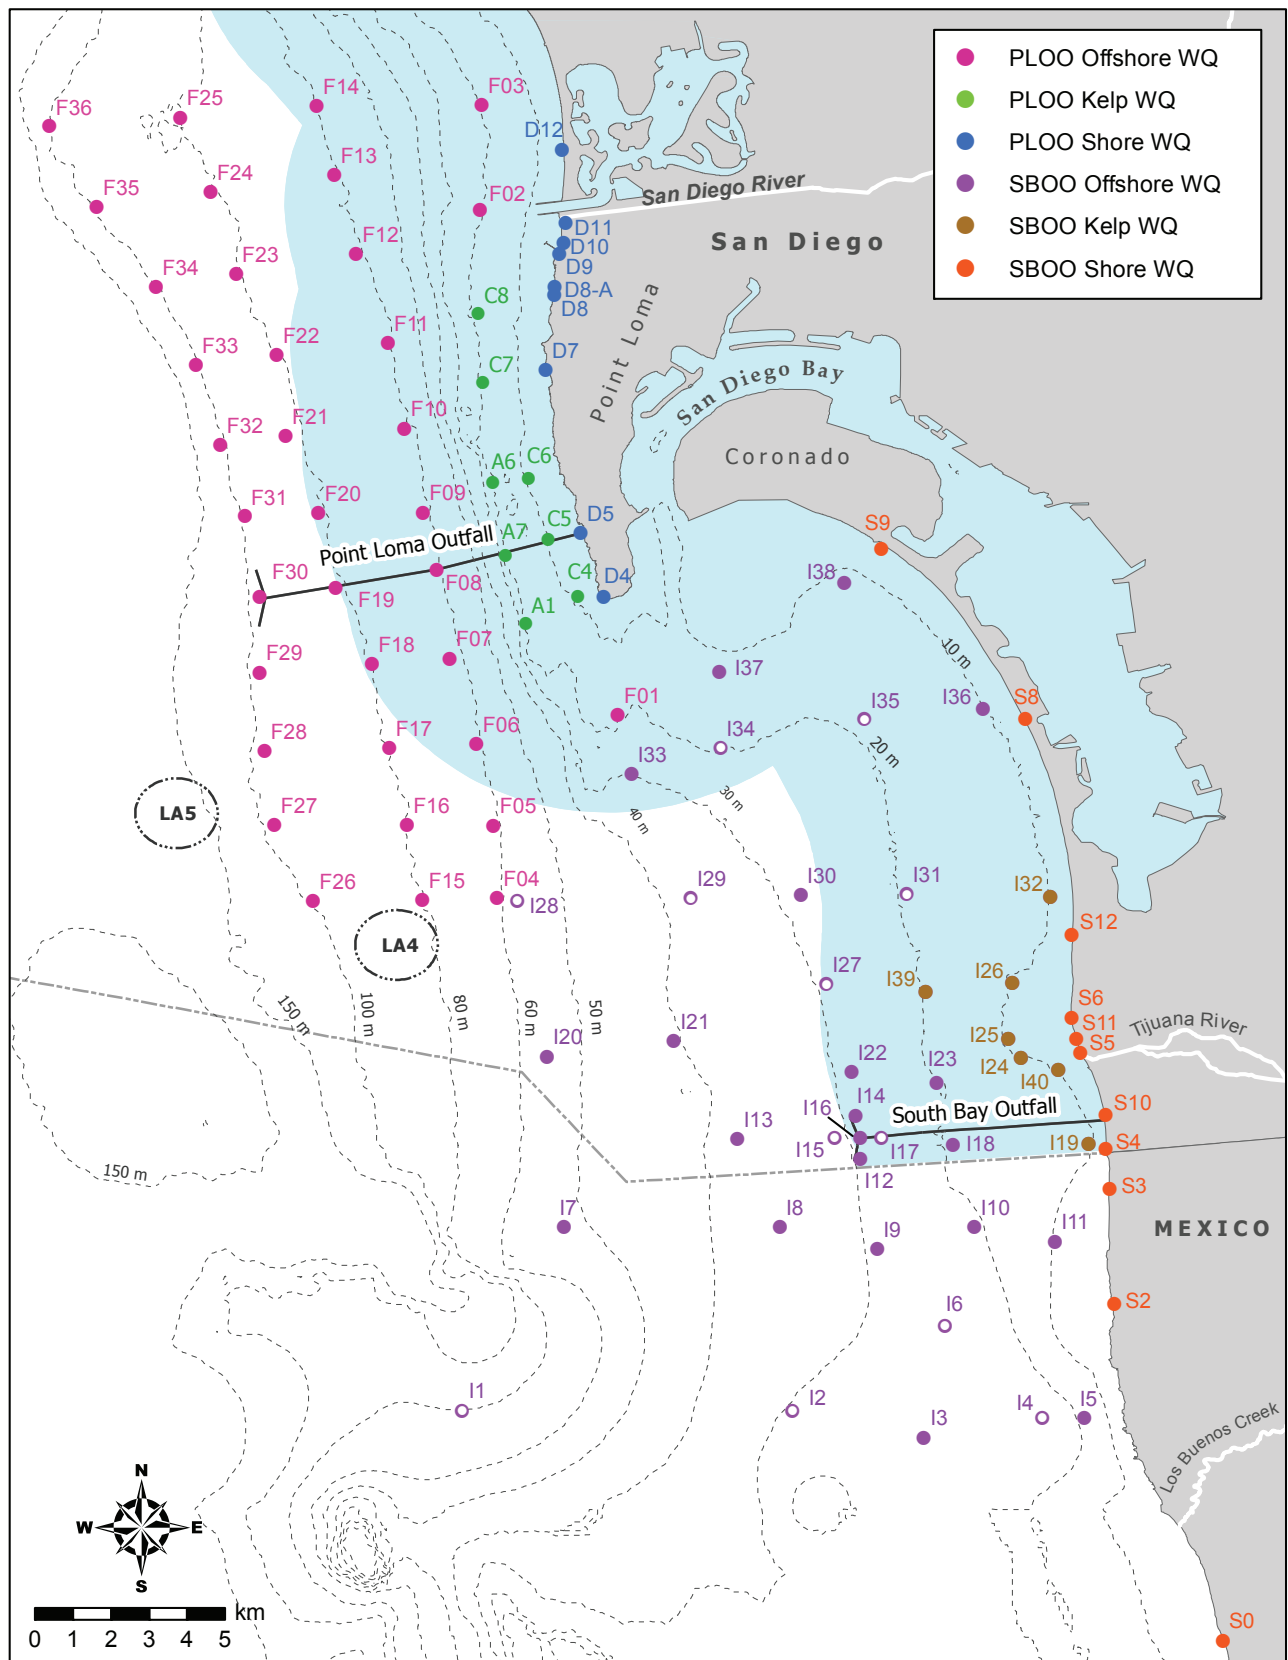 PLOO Offshore WQ
PLOO Kelp WQ
PLOO Shore WQ
SBOO Offshore WQ
SBOO Kelp WQ
SBOO Shore WQ
F36
F25
F14
F03
D12
F35
F24
F13
F02
San Diego River
D11
D10
D9
San Diego
F34
F23
F12
D8-A
D8
C8
Point Loma
F33
F22
F11
C7
D7
San Diego Bay
F32
F21
F10
A6
C6
Coronado
F31
F20
F09
A7
C5
D5
S9
Point Loma Outfall
F30
F19
F08
C4
D4
I38
A1
F29
F18
F07
I37
10 m
F28
F17
F06
F01
I34
I35
I36
S8
I33
20 m
LA5
F27
F16
F05
40 m
30 m
F26
F15
F04
I28
I29
I30
I31
I32
LA4
S12
I27
I39
I26
150 m
100 m
80 m
60 m
50 m
I20
I21
I25
S6
S11
S5
Tijuana River
I22
I23
I24
I40
I14
South Bay Outfall
S10
I13
I16
I15
I17
I18
I19
S4
I12
150 m
S3
I7
I8
I9
I10
I11
MEXICO
I6
S2
I1
I2
I3
I4
I5
Los Buenos Creek
N
W
E
S
km
0 1 2 3 4 5
S0